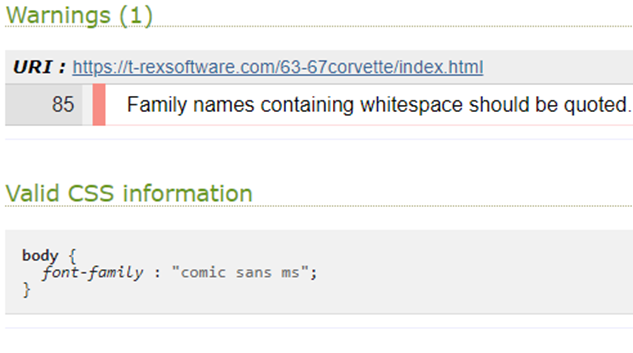 Warnings (1)
URI : https://t-rexsoftware.com/63-67corvette/index.html
85 Family names containing whitespace should be quoted.
Valid CSS information
body {
font-family : "comic sans ms";
}